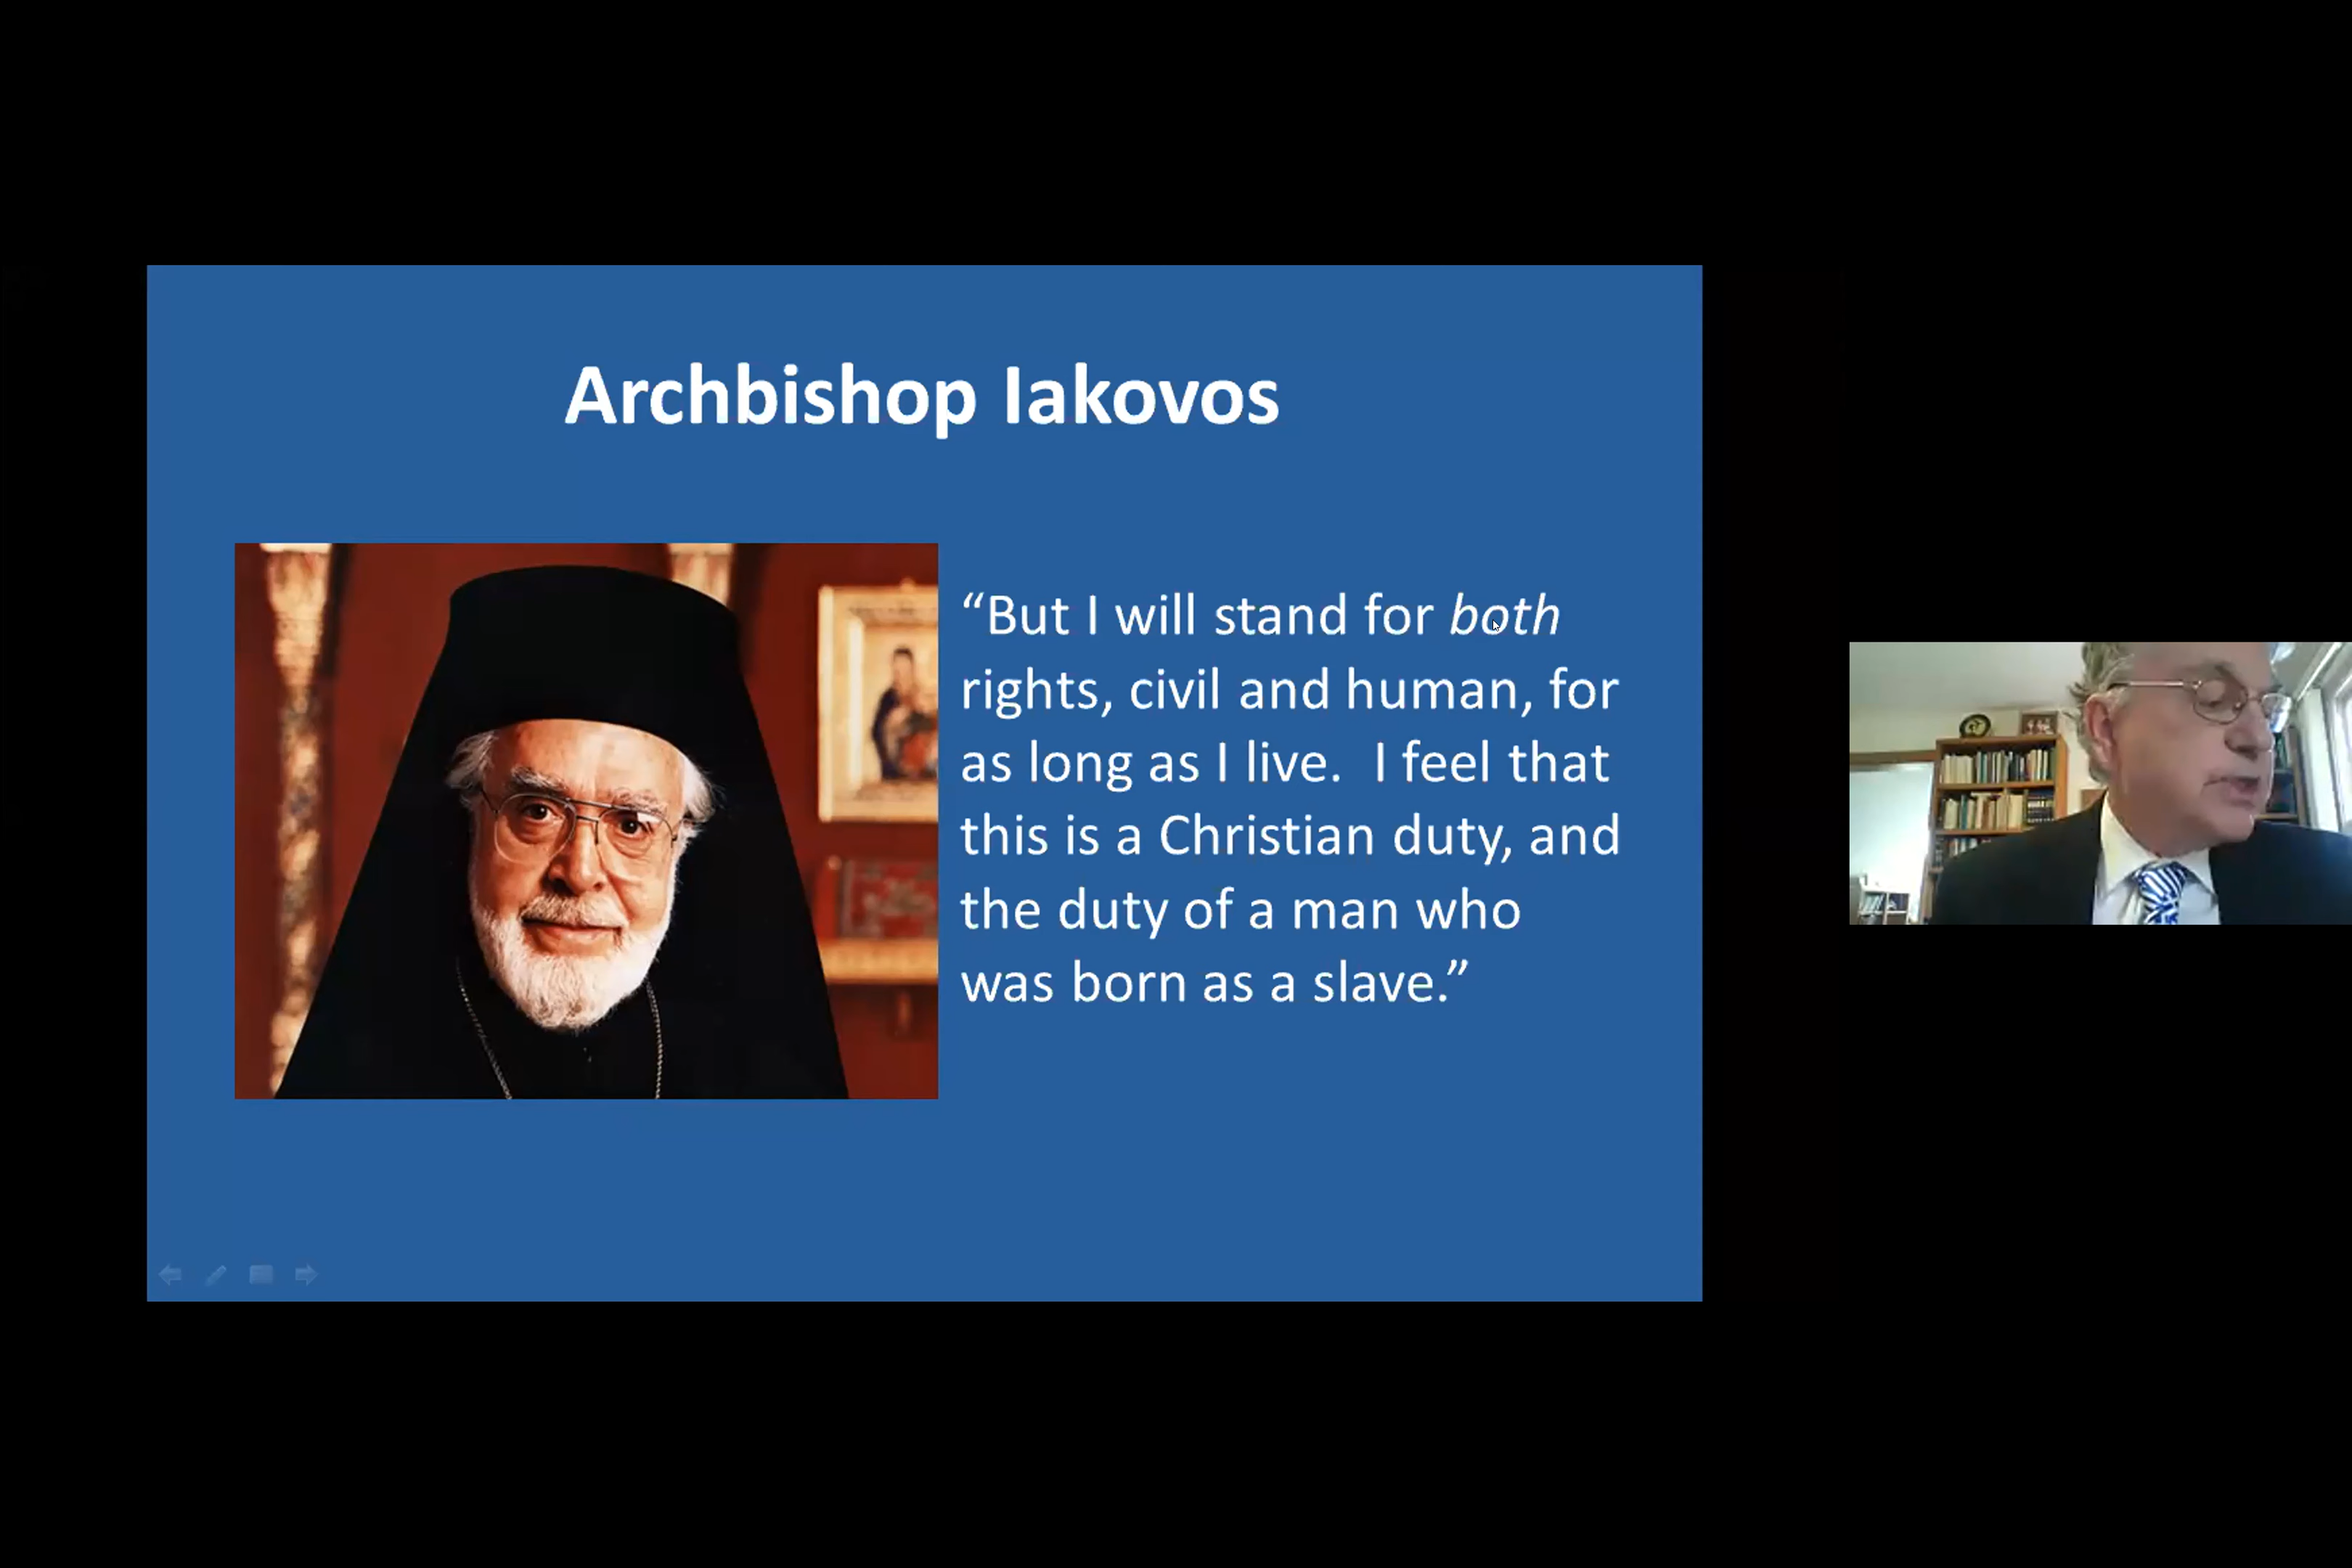 Archbishop Iakovos
“But I will stand for both
rights, civil and human, for
as long as I live.  I feel that
this is a Christian duty, and
the duty of a man who
was born as a slave.”